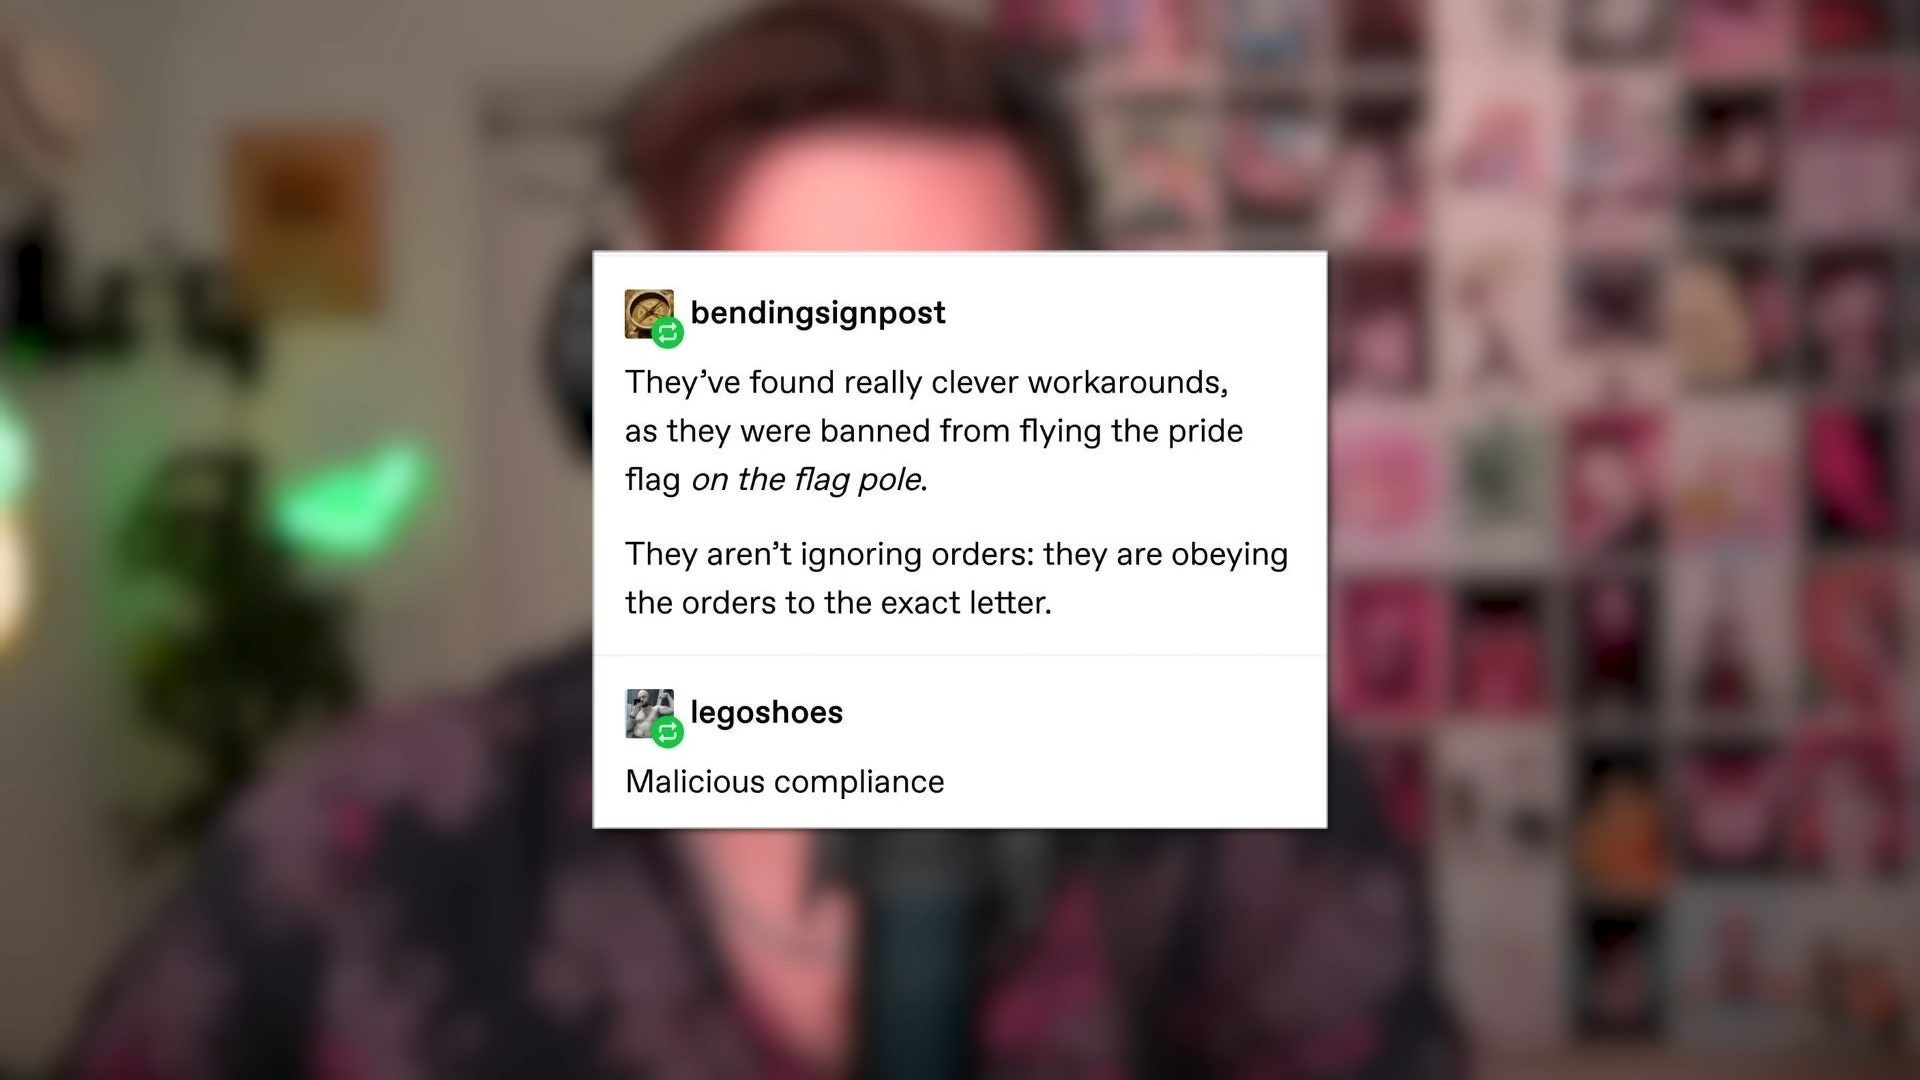 bendingsignpost
They’ve found really clever workarounds,
as they were banned from flying the pride
flag on the flag pole.
They aren’t ignoring orders: they are obeying
the orders to the exact letter.
legoshoes
Malicious compliance